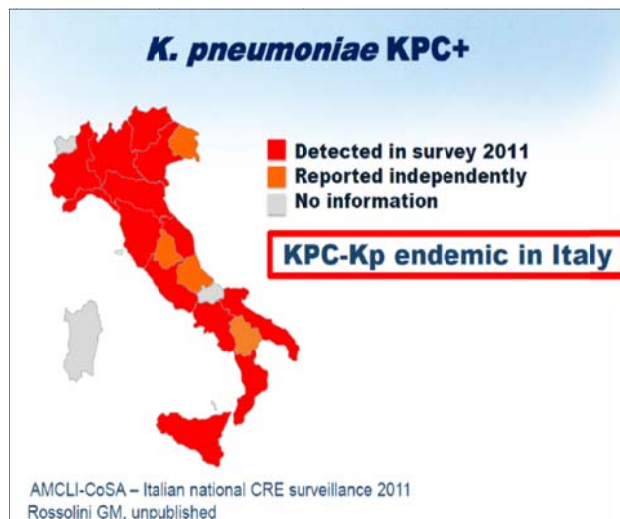 K. pneumoniae KPC+
Detected in survey 2011
Reported independently
No information
KPC-Kp endemic in Italy
AMCLI-CoSA – Italian national CRE surveillance 2011
Rossolini GM, unpublished